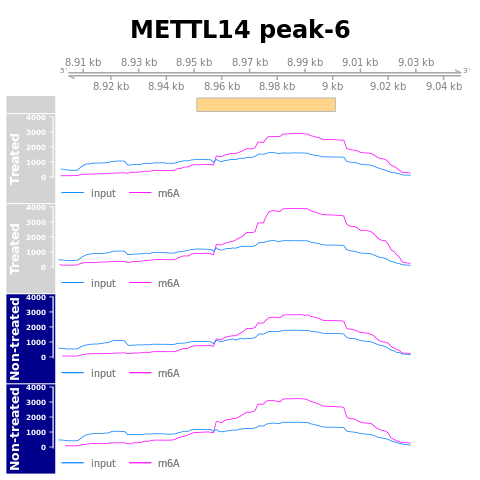 METTL14 peak-6
8.91 kb 8.93 kb 8.95 kb 8.97 kb 8.99 kb 9.01 kb 9.03 kb
5' 3'
8.92 kb 8.94 kb 8.96 kb 8.98 kb 9 kb 9.02 kb 9.04 kb
Treated
4000
3000
2000
1000
0
input m6A
Treated
4000
3000
2000
1000
0
input m6A
Non-treated
4000
3000
2000
1000
0
input m6A
Non-treated
4000
3000
2000
1000
0
input m6A